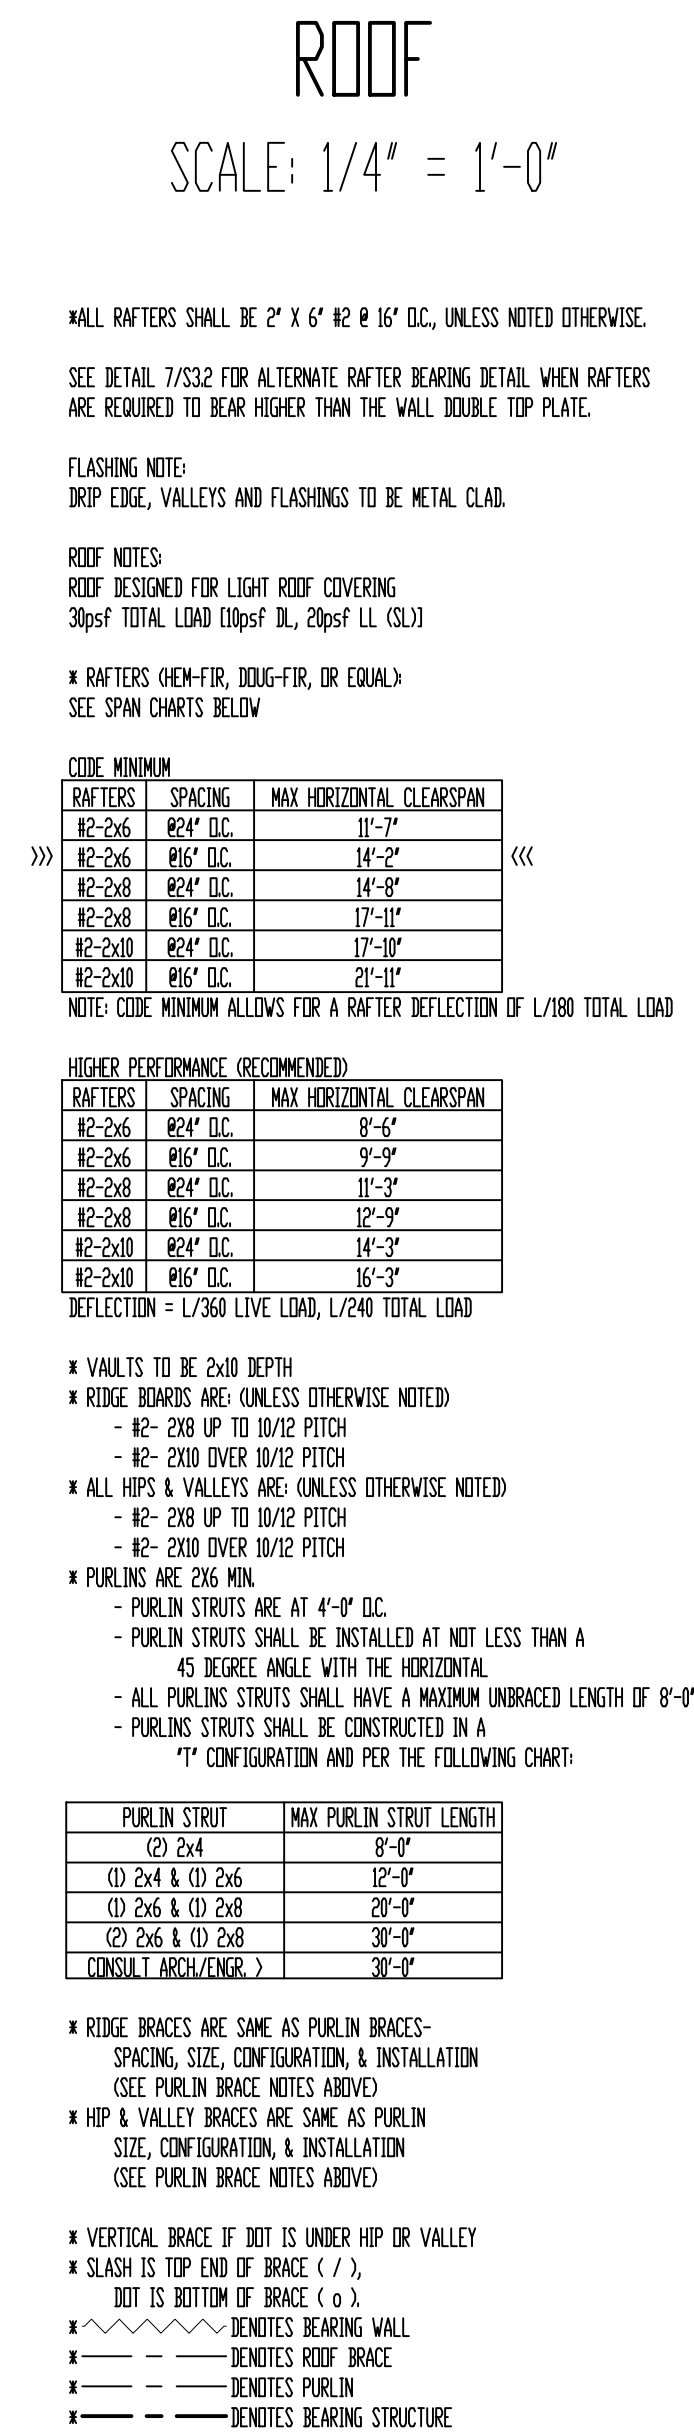 ROOF
SCALE: 1/4" = 1'-0"
*ALL RAFTERS SHALL BE 2" X 6" #2 @ 16" O.C., UNLESS NOTED OTHERWISE.
SEE DETAIL 7/S3.2 FOR ALTERNATE RAFTER BEARING DETAIL WHEN RAFTERS
ARE REQUIRED TO BEAR HIGHER THAN THE WALL DOUBLE TOP PLATE.
FLASHING NOTE:
DRIP EDGE, VALLEYS AND FLASHINGS TO BE METAL CLAD.
ROOF NOTES:
ROOF DESIGNED FOR LIGHT ROOF COVERING
30psf TOTAL LOAD [10psf DL, 20psf LL (SL)]
* RAFTERS (HEM-FIR, DOUG-FIR, OR EQUAL):
SEE SPAN CHARTS BELOW
CODE MINIMUM
RAFTERS SPACING MAX HORIZONTAL CLEARSPAN
#2-2x6 @24" O.C. 11'-7"
>>> #2-2x6 @16" O.C. 14'-2" <<<
#2-2x8 @24" O.C. 14'-8"
#2-2x8 @16" O.C. 17'-11"
#2-2x10 @24" O.C. 17'-10"
#2-2x10 @16" O.C. 21'-11"
NOTE: CODE MINIMUM ALLOWS FOR A RAFTER DEFLECTION OF L/180 TOTAL LOAD
HIGHER PERFORMANCE (RECOMMENDED)
RAFTERS SPACING MAX HORIZONTAL CLEARSPAN
#2-2x6 @24" O.C. 8'-6"
#2-2x6 @16" O.C. 9'-9"
#2-2x8 @24" O.C. 11'-3"
#2-2x8 @16" O.C. 12'-9"
#2-2x10 @24" O.C. 14'-3"
#2-2x10 @16" O.C. 16'-3"
DEFLECTION = L/360 LIVE LOAD, L/240 TOTAL LOAD
* VAULTS TO BE 2x10 DEPTH
* RIDGE BOARDS ARE: (UNLESS OTHERWISE NOTED)
- #2- 2X8 UP TO 10/12 PITCH
- #2- 2X10 OVER 10/12 PITCH
* ALL HIPS & VALLEYS ARE: (UNLESS OTHERWISE NOTED)
- #2- 2X8 UP TO 10/12 PITCH
- #2- 2X10 OVER 10/12 PITCH
* PURLINS ARE 2X6 MIN.
- PURLIN STRUTS ARE AT 4'-0" O.C.
- PURLIN STRUTS SHALL BE INSTALLED AT NOT LESS THAN A
45 DEGREE ANGLE WITH THE HORIZONTAL
- ALL PURLINS STRUTS SHALL HAVE A MAXIMUM UNBRACED LENGTH OF 8'-0"
- PURLINS STRUTS SHALL BE CONSTRUCTED IN A
"T" CONFIGURATION AND PER THE FOLLOWING CHART:
PURLIN STRUT MAX PURLIN STRUT LENGTH
(2) 2x4 8'-0"
(1) 2x4 & (1) 2x6 12'-0"
(1) 2x6 & (1) 2x8 20'-0"
(2) 2x6 & (1) 2x8 30'-0"
CONSULT ARCH./ENGR. > 30'-0"
* RIDGE BRACES ARE SAME AS PURLIN BRACES-
SPACING, SIZE, CONFIGURATION, & INSTALLATION
(SEE PURLIN BRACE NOTES ABOVE)
* HIP & VALLEY BRACES ARE SAME AS PURLIN
SIZE, CONFIGURATION, & INSTALLATION
(SEE PURLIN BRACE NOTES ABOVE)
* VERTICAL BRACE IF DOT IS UNDER HIP OR VALLEY
* SLASH IS TOP END OF BRACE ( / ),
DOT IS BOTTOM OF BRACE ( o ).
* DENOTES BEARING WALL
* DENOTES ROOF BRACE
* DENOTES PURLIN
* DENOTES BEARING STRUCTURE